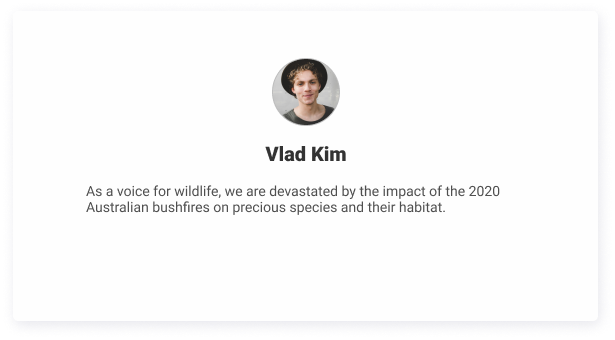 Vlad Kim
As a voice for wildlife, we are devastated by the impact of the 2020
Australian bushfires on precious species and their habitat.